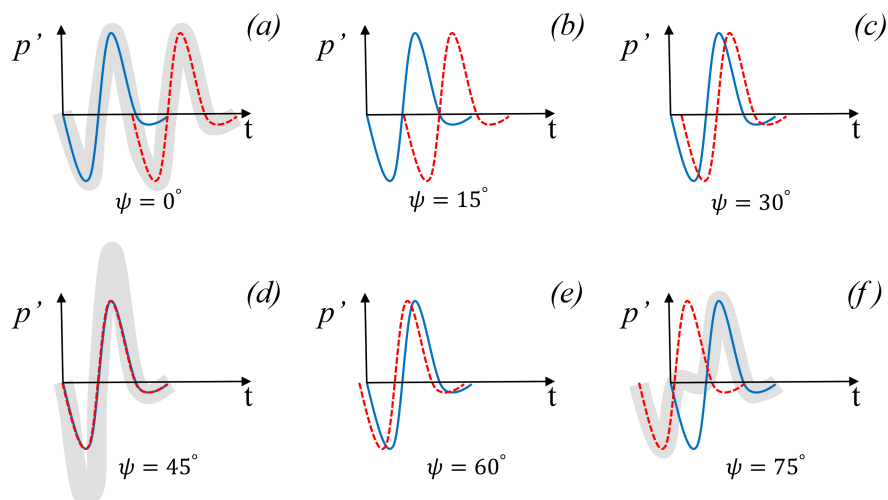 (a) (b) (c)
p’ p’ p’
t t t
ψ = 0° ψ = 15° ψ = 30°
(d) (e) (f)
p’ p’ p’
t t t
ψ = 45° ψ = 60° ψ = 75°